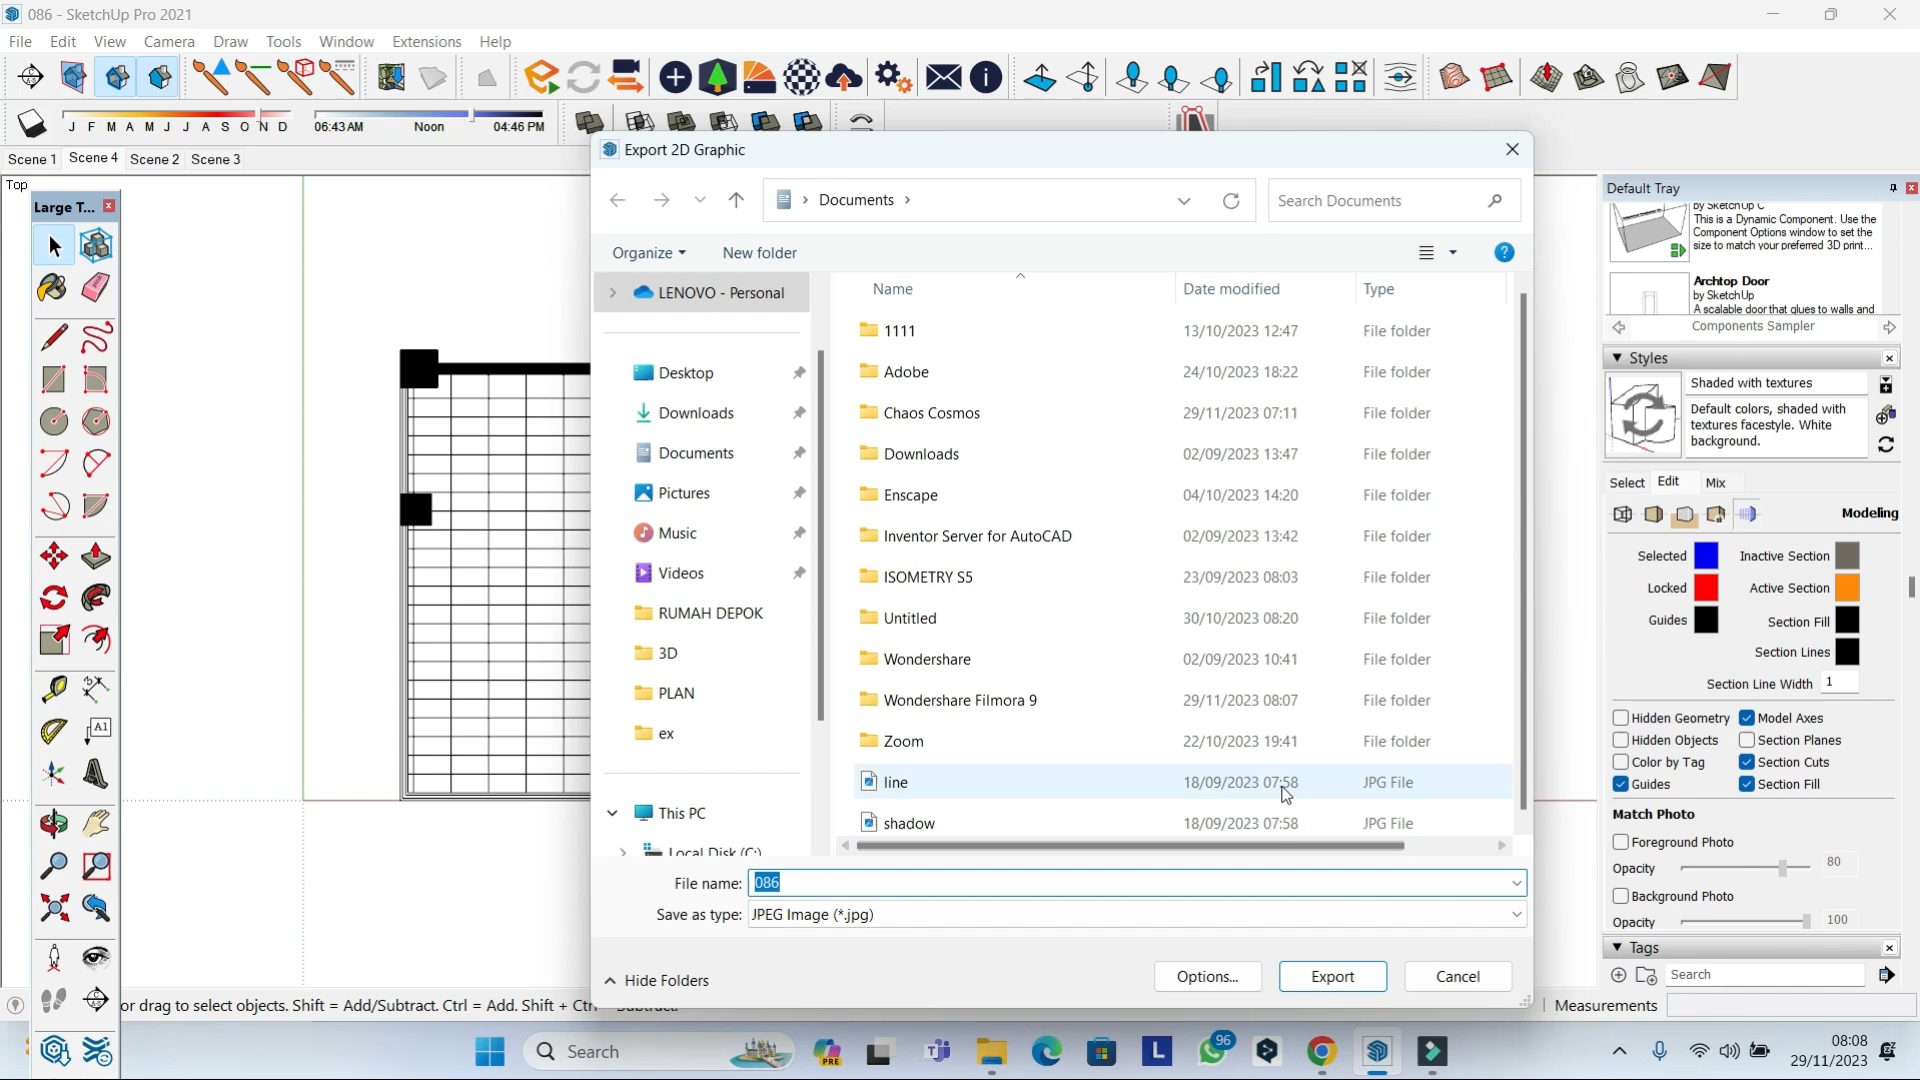 086 - SketchUp Pro 2021
File Edit View Camera Draw Tools Window Extensions Help
J F M A M J J A S O N D 06:43 AM Noon 04:46 PM
Scene 1 Scene 4 Scene 2 Scene 3
Top
Large T...
A1
Export 2D Graphic
Documents
Search Documents
Organize New folder
LENOVO - Personal
Desktop
Downloads
Documents
Pictures
Music
Videos
RUMAH DEPOK
3D
PLAN
ex
This PC
Local Disk (C:)
Name Date modified Type
1111 13/10/2023 12:47 File folder
Adobe 24/10/2023 18:22 File folder
Chaos Cosmos 29/11/2023 07:11 File folder
Downloads 02/09/2023 13:47 File folder
Enscape 04/10/2023 14:20 File folder
Inventor Server for AutoCAD 02/09/2023 13:42 File folder
ISOMETRY S5 23/09/2023 08:03 File folder
Untitled 30/10/2023 08:20 File folder
Wondershare 02/09/2023 10:41 File folder
Wondershare Filmora 9 29/11/2023 08:07 File folder
Zoom 22/10/2023 19:41 File folder
line 18/09/2023 07:58 JPG File
shadow 18/09/2023 07:58 JPG File
File name: 086
Save as type: JPEG Image (*.jpg)
Hide Folders
Options... Export Cancel
Default Tray
by SketchUp C
This is a Dynamic Component. Use the
Component Options window to set the
size to match your preferred 3D print...
Archtop Door
by SketchUp
A scalable door that glues to walls and
Components Sampler
Styles
Shaded with textures
Default colors, shaded with
textures facestyle. White
background.
Select Edit Mix
Modeling
Selected Inactive Section
Locked Active Section
Guides Section Fill
Section Lines
Section Line Width 1
Hidden Geometry Model Axes
Hidden Objects Section Planes
Color by Tag Section Cuts
Guides Section Fill
Match Photo
Foreground Photo
Opacity 80
Background Photo
Opacity 100
Tags
Search
or drag to select objects. Shift = Add/Subtract. Ctrl = Add. Shift + Ctrl Subtract.
Measurements
Search
PRE
L
96
08:08
29/11/2023